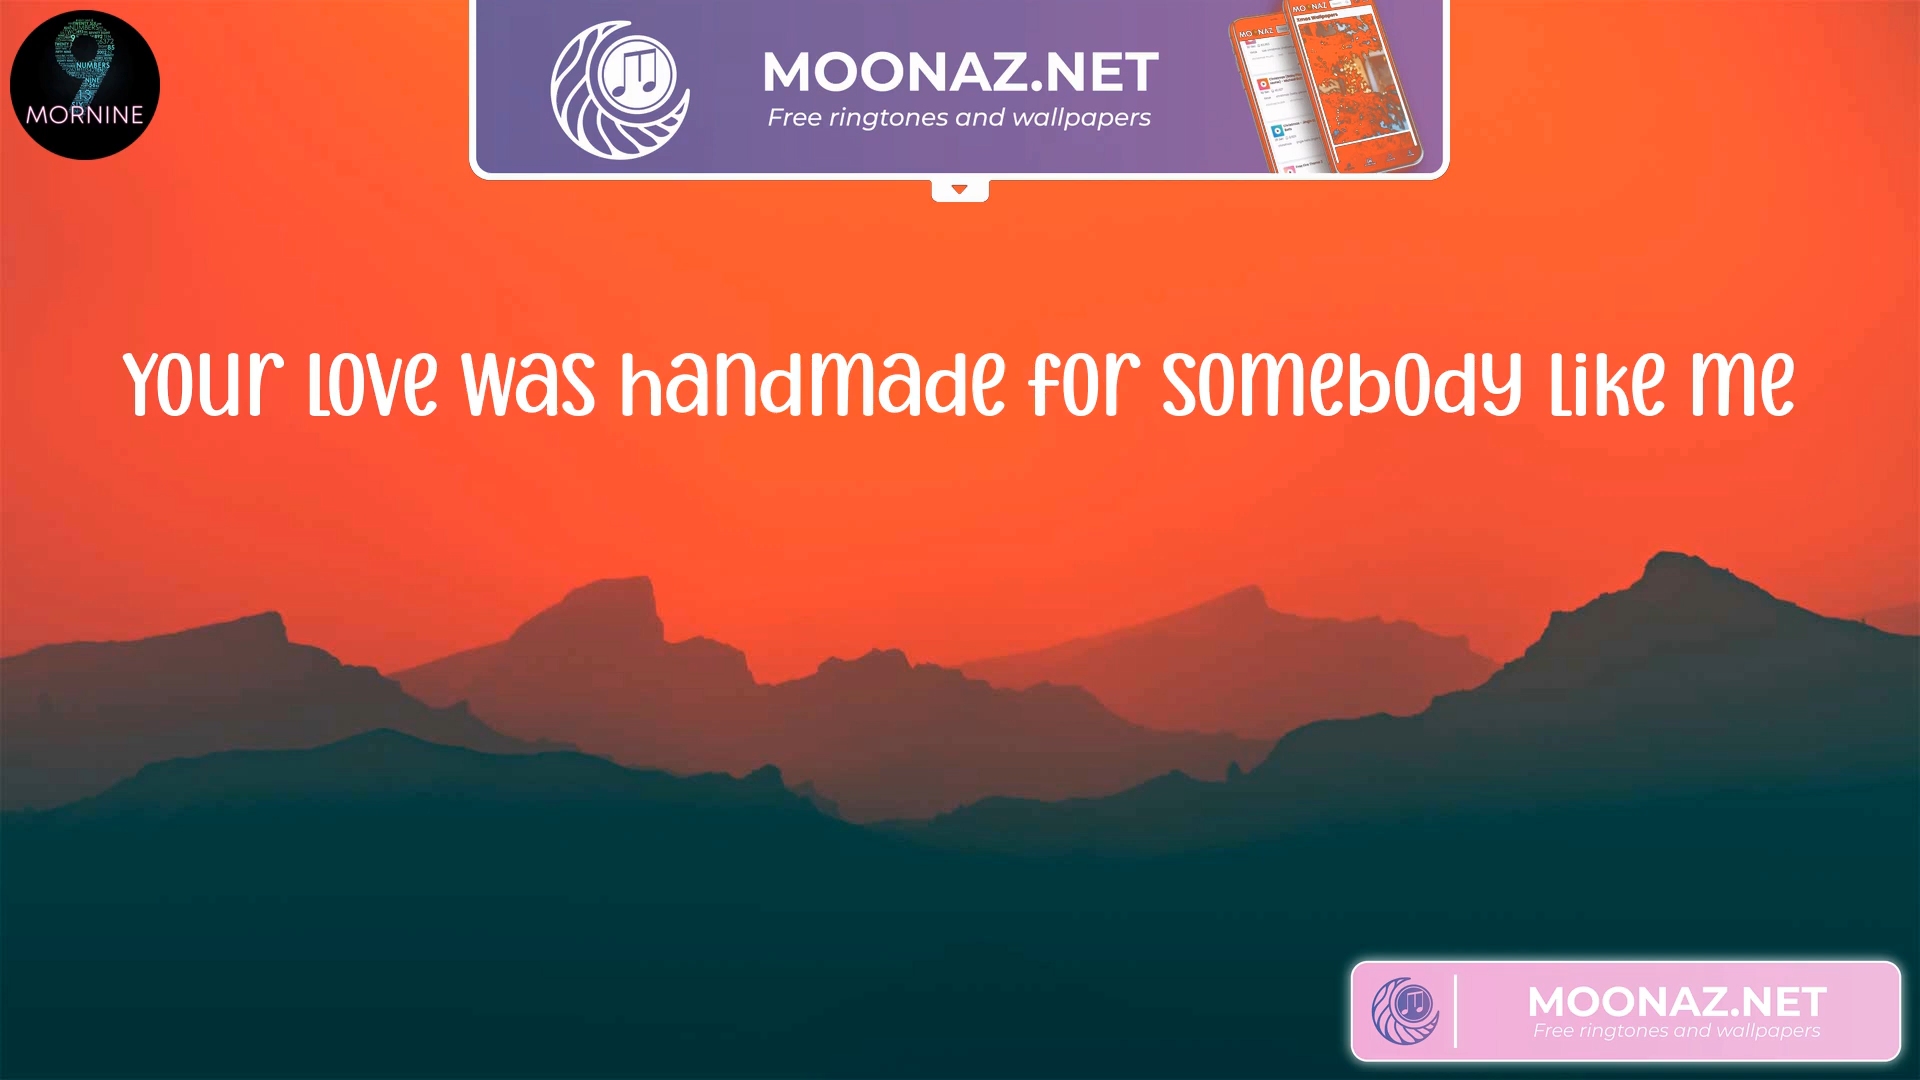 MORNINE
MOONAZ.NET
Free ringtones and wallpapers
Your love was handmade for somebody like me
MOONAZ.NET
Free ringtones and wallpapers